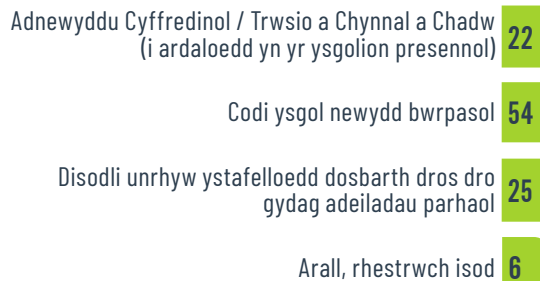 Adnewyddu Cyffredinol / Trwsio a Chynnal a Chadw
(i ardaloedd yn yr ysgolion presennol) 22
Codi ysgol newydd bwrpasol 54
Disodli unrhyw ystafelloedd dosbarth dros dro
gydag adeiladau parhaol 25
Arall, rhestrwch isod 6